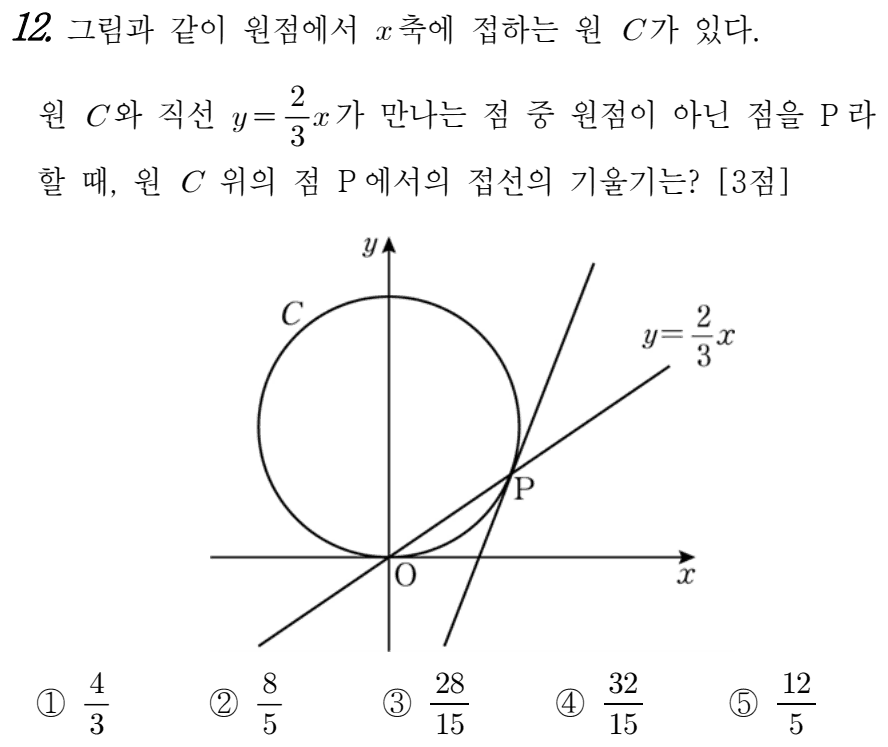 12. 그림과 같이 원점에서 x축에 접하는 원 C가 있다.
원 C와 직선 y=2/3x가 만나는 점 중 원점이 아닌 점을 P라
할 때, 원 C 위의 점 P에서의 접선의 기울기는? [3점]
y
C
y=2/3x
P
O
x
① 4/3 ② 8/5 ③ 28/15 ④ 32/15 ⑤ 12/5